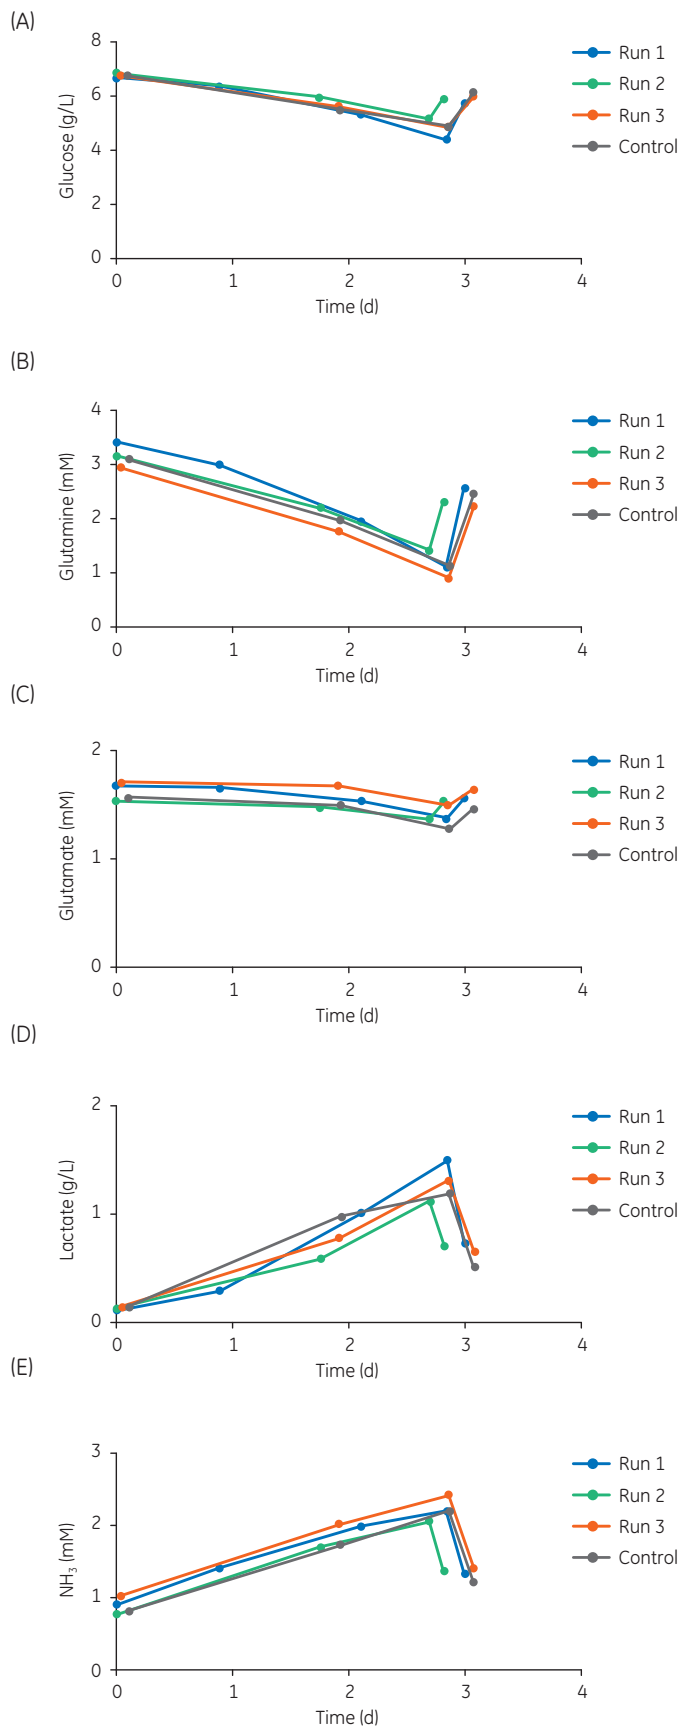 (A)
8
6
4
2
0
Glucose (g/L)
0 1 2 3 4
Time (d)
Run 1
Run 2
Run 3
Control
(B)
4
3
2
1
0
Glutamine (mM)
0 1 2 3 4
Time (d)
Run 1
Run 2
Run 3
Control
(C)
2
1
0
Glutamate (mM)
0 1 2 3 4
Time (d)
Run 1
Run 2
Run 3
Control
(D)
2
1
0
Lactate (g/L)
0 1 2 3 4
Time (d)
Run 1
Run 2
Run 3
Control
(E)
3
2
1
0
NH₃ (mM)
0 1 2 3 4
Time (d)
Run 1
Run 2
Run 3
Control